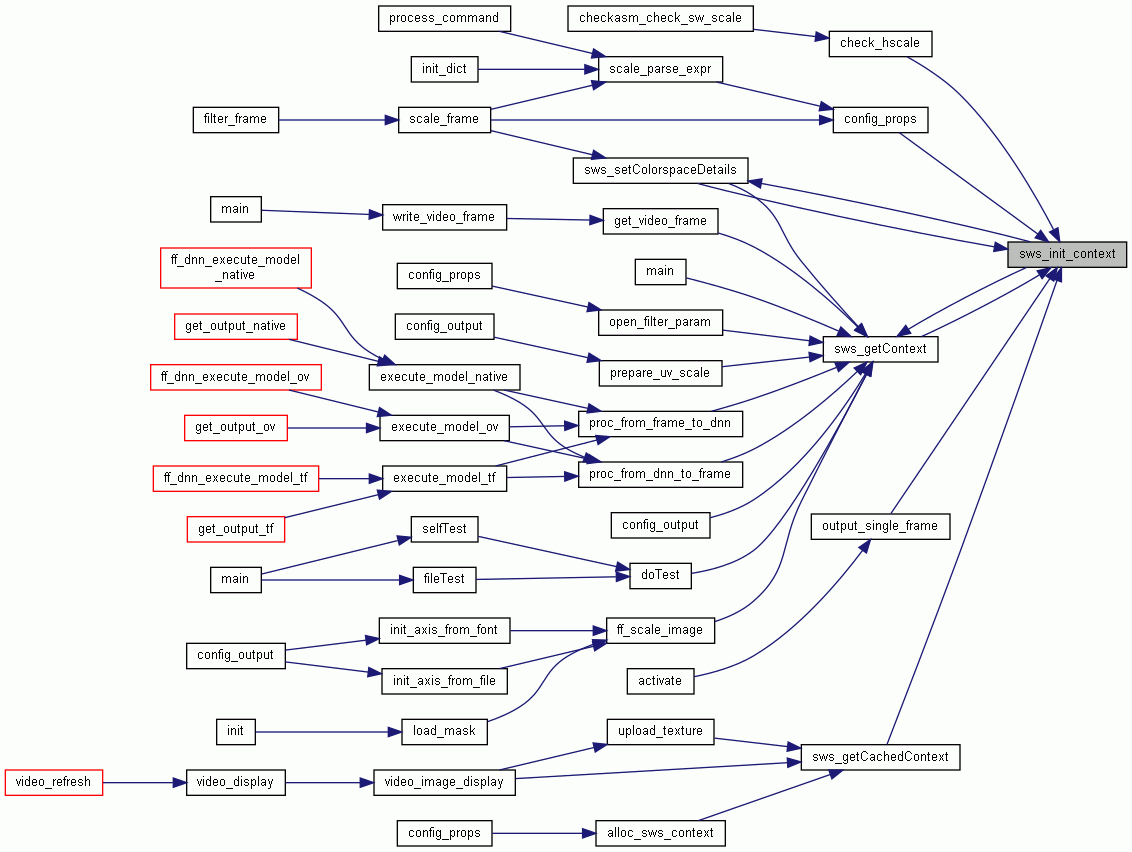 process_command
checkasm_check_sw_scale
check_hscale
init_dict
scale_parse_expr
filter_frame
scale_frame
config_props
sws_setColorspaceDetails
main
write_video_frame
get_video_frame
sws_init_context
ff_dnn_execute_model
_native
config_props
main
get_output_native
config_output
open_filter_param
sws_getContext
ff_dnn_execute_model_ov
execute_model_native
prepare_uv_scale
get_output_ov
execute_model_ov
proc_from_frame_to_dnn
ff_dnn_execute_model_tf
execute_model_tf
proc_from_dnn_to_frame
get_output_tf
selfTest
config_output
output_single_frame
main
fileTest
doTest
config_output
init_axis_from_font
ff_scale_image
init_axis_from_file
activate
init
load_mask
upload_texture
sws_getCachedContext
video_refresh
video_display
video_image_display
config_props
alloc_sws_context